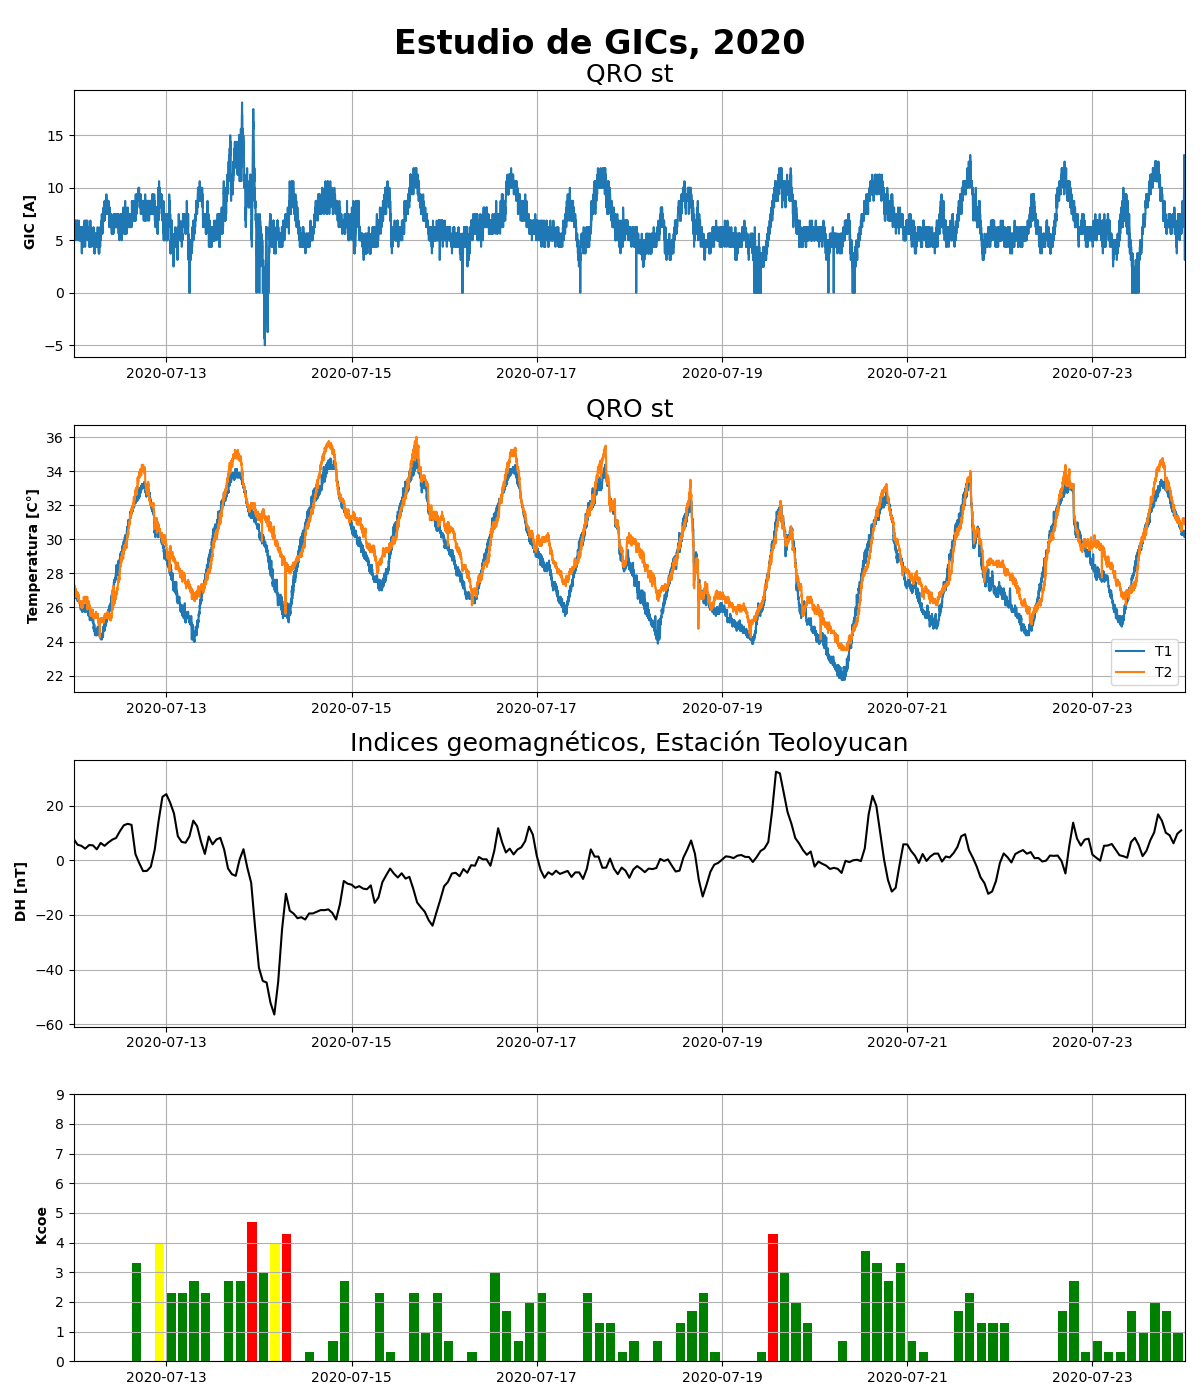 Estudio de GICs, 2020
QRO st
GIC [A]
15
10
5
0
−5
2020-07-13 2020-07-15 2020-07-17 2020-07-19 2020-07-21 2020-07-23
QRO st
Temperatura [C°]
36
34
32
30
28
26
24
22
T1
T2
2020-07-13 2020-07-15 2020-07-17 2020-07-19 2020-07-21 2020-07-23
Indices geomagnéticos, Estación Teoloyucan
DH [nT]
20
0
−20
−40
−60
2020-07-13 2020-07-15 2020-07-17 2020-07-19 2020-07-21 2020-07-23
Kcoe
9
8
7
6
5
4
3
2
1
0
2020-07-13 2020-07-15 2020-07-17 2020-07-19 2020-07-21 2020-07-23